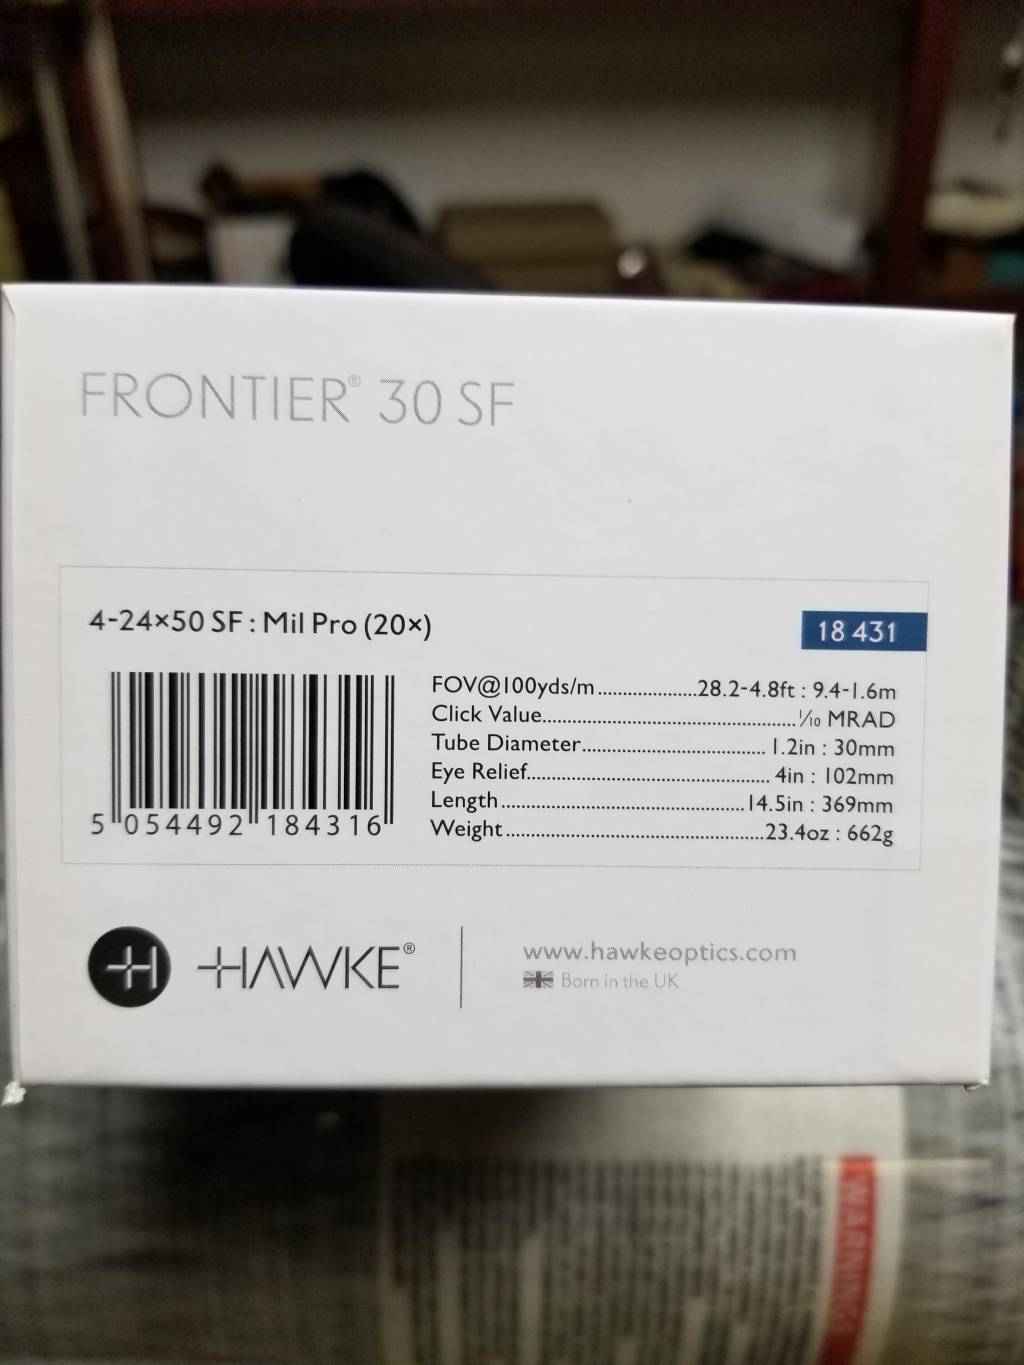 FRONTIER® 30 SF
4-24×50 SF : Mil Pro (20×)
18 431
FOV@100yds/m..................28.2-4.8ft : 9.4-1.6m
Click Value............................................1/10 MRAD
Tube Diameter................................ 1.2in : 30mm
Eye Relief.......................................... 4in : 102mm
Length..........................................14.5in : 369mm
Weight.............................................23.4oz : 662g
5 054492 184316
HAWKE®
www.hawkeoptics.com
Born in the UK
WARNINGS